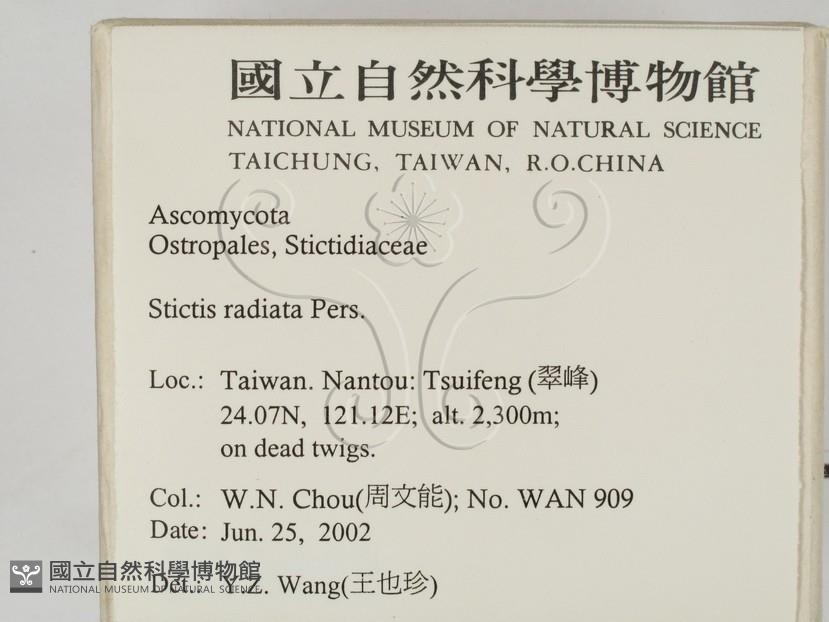 國立自然科學博物館
NATIONAL MUSEUM OF NATURAL SCIENCE
TAICHUNG, TAIWAN, R.O.CHINA
Ascomycota
Ostropales, Stictidiaceae
Stictis radiata Pers.
Loc.: Taiwan. Nantou: Tsuifeng (翠峰)
24.07N, 121.12E; alt. 2,300m;
on dead twigs.
Col.: W.N. Chou(周文能); No. WAN 909
Date: Jun. 25, 2002
Det.: Y.Z. Wang(王也珍)
國立自然科學博物館
NATIONAL MUSEUM OF NATURAL SCIENCE